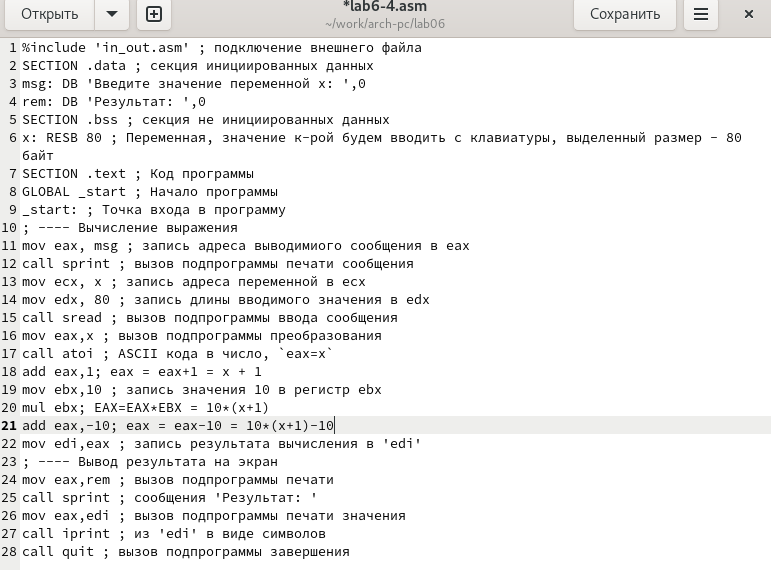 Открыть
*lab6-4.asm
~/work/arch-pc/lab06
Сохранить
1 %include 'in_out.asm' ; подключение внешнего файла
2 SECTION .data ; секция инициированных данных
3 msg: DB 'Введите значение переменной x: ',0
4 rem: DB 'Результат: ',0
5 SECTION .bss ; секция не инициированных данных
6 x: RESB 80 ; Переменная, значение к-рой будем вводить с клавиатуры, выделенный размер - 80
байт
7 SECTION .text ; Код программы
8 GLOBAL _start ; Начало программы
9 _start: ; Точка входа в программу
10 ; ---- Вычисление выражения
11 mov eax, msg ; запись адреса выводимиого сообщения в eax
12 call sprint ; вызов подпрограммы печати сообщения
13 mov ecx, x ; запись адреса переменной в ecx
14 mov edx, 80 ; запись длины вводимого значения в edx
15 call sread ; вызов подпрограммы ввода сообщения
16 mov eax,x ; вызов подпрограммы преобразования
17 call atoi ; ASCII кода в число, `eax=x`
18 add eax,1; eax = eax+1 = x + 1
19 mov ebx,10 ; запись значения 10 в регистр ebx
20 mul ebx; EAX=EAX*EBX = 10*(x+1)
21 add eax,-10; eax = eax-10 = 10*(x+1)-10
22 mov edi,eax ; запись результата вычисления в 'edi'
23 ; ---- Вывод результата на экран
24 mov eax,rem ; вызов подпрограммы печати
25 call sprint ; сообщения 'Результат: '
26 mov eax,edi ; вызов подпрограммы печати значения
27 call iprint ; из 'edi' в виде символов
28 call quit ; вызов подпрограммы завершения